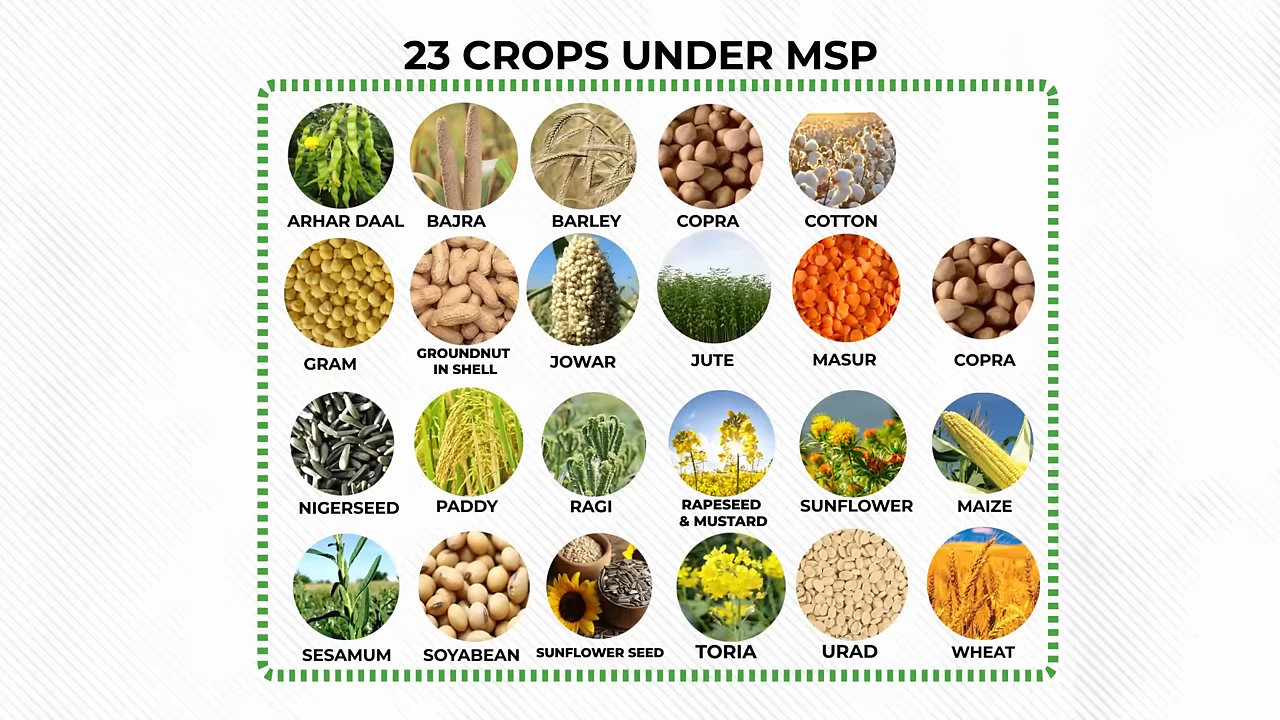 23 CROPS UNDER MSP
ARHAR DAAL
BAJRA
BARLEY
COPRA
COTTON
GRAM
GROUNDNUT
IN SHELL
JOWAR
JUTE
MASUR
COPRA
NIGERSEED
PADDY
RAGI
RAPESEED
& MUSTARD
SUNFLOWER
MAIZE
SESAMUM
SOYABEAN
SUNFLOWER SEED
TORIA
URAD
WHEAT